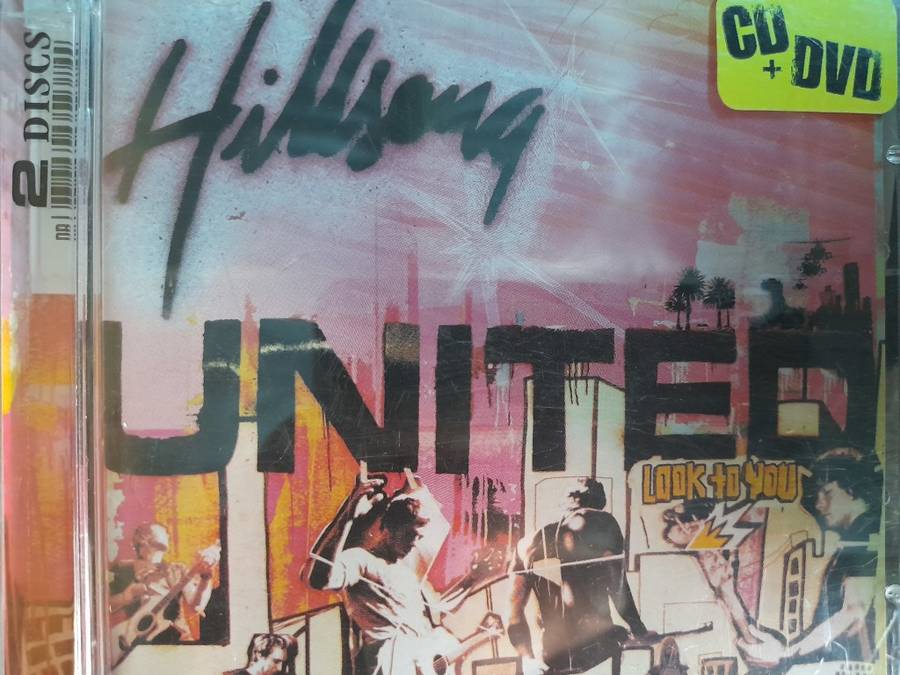 Hillsong
UNITED
LOOK to YOU
CD
+ DVD
2 DISCS